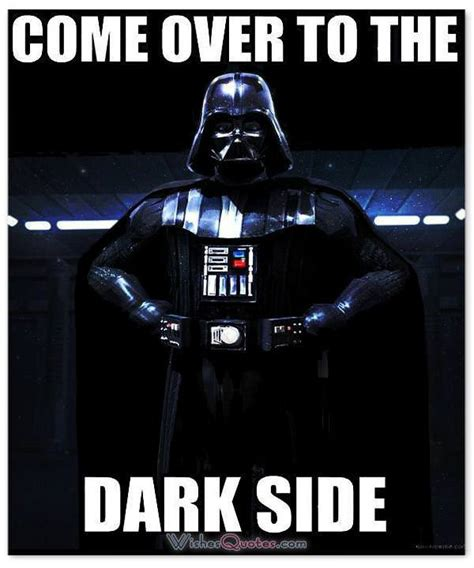 COME OVER TO THE
DARK SIDE
WishesQuotes.com